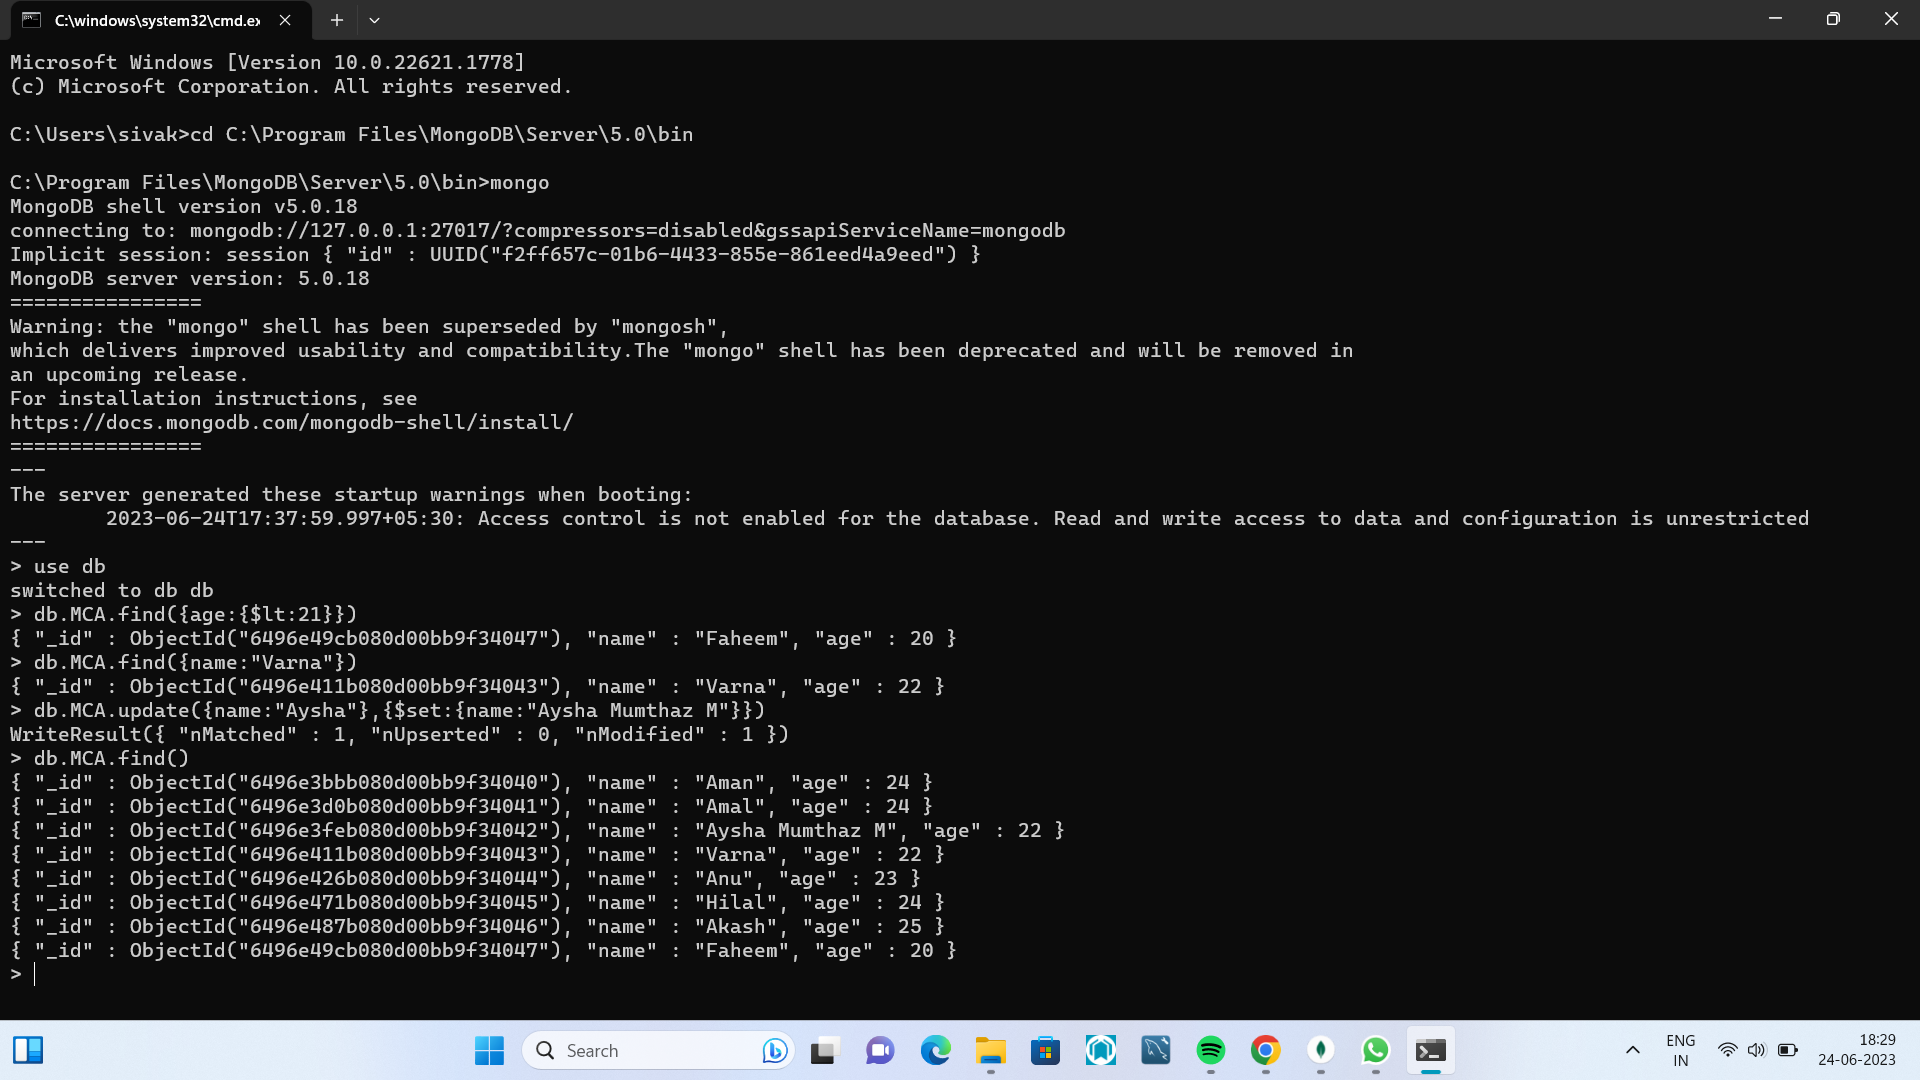 C:\windows\system32\cmd.ex
Microsoft Windows [Version 10.0.22621.1778]
(c) Microsoft Corporation. All rights reserved.
C:\Users\sivak>cd C:\Program Files\MongoDB\Server\5.0\bin
C:\Program Files\MongoDB\Server\5.0\bin>mongo
MongoDB shell version v5.0.18
connecting to: mongodb://127.0.0.1:27017/?compressors=disabled&gssapiServiceName=mongodb
Implicit session: session { "id" : UUID("f2ff657c-01b6-4433-855e-861eed4a9eed") }
MongoDB server version: 5.0.18
================
Warning: the "mongo" shell has been superseded by "mongosh",
which delivers improved usability and compatibility.The "mongo" shell has been deprecated and will be removed in
an upcoming release.
For installation instructions, see
https://docs.mongodb.com/mongodb-shell/install/
================
---
The server generated these startup warnings when booting:
        2023-06-24T17:37:59.997+05:30: Access control is not enabled for the database. Read and write access to data and configuration is unrestricted
---
> use db
switched to db db
> db.MCA.find({age:{$lt:21}})
{ "_id" : ObjectId("6496e49cb080d00bb9f34047"), "name" : "Faheem", "age" : 20 }
> db.MCA.find({name:"Varna"})
{ "_id" : ObjectId("6496e411b080d00bb9f34043"), "name" : "Varna", "age" : 22 }
> db.MCA.update({name:"Aysha"},{$set:{name:"Aysha Mumthaz M"}})
WriteResult({ "nMatched" : 1, "nUpserted" : 0, "nModified" : 1 })
> db.MCA.find()
{ "_id" : ObjectId("6496e3bbb080d00bb9f34040"), "name" : "Aman", "age" : 24 }
{ "_id" : ObjectId("6496e3d0b080d00bb9f34041"), "name" : "Amal", "age" : 24 }
{ "_id" : ObjectId("6496e3feb080d00bb9f34042"), "name" : "Aysha Mumthaz M", "age" : 22 }
{ "_id" : ObjectId("6496e411b080d00bb9f34043"), "name" : "Varna", "age" : 22 }
{ "_id" : ObjectId("6496e426b080d00bb9f34044"), "name" : "Anu", "age" : 23 }
{ "_id" : ObjectId("6496e471b080d00bb9f34045"), "name" : "Hilal", "age" : 24 }
{ "_id" : ObjectId("6496e487b080d00bb9f34046"), "name" : "Akash", "age" : 25 }
{ "_id" : ObjectId("6496e49cb080d00bb9f34047"), "name" : "Faheem", "age" : 20 }
>
Search
ENG
IN
18:29
24-06-2023